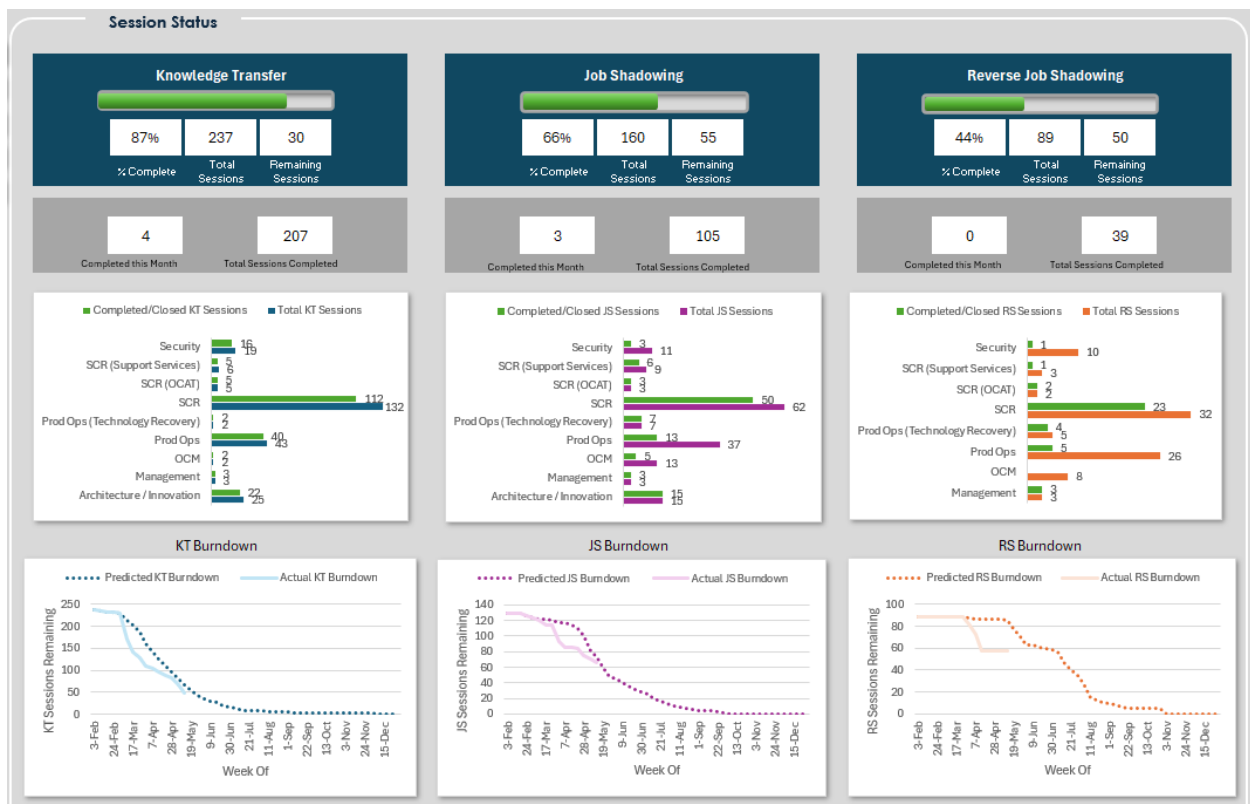 Session Status
Knowledge Transfer
87%
237
30
% Complete
Total
Sessions
Remaining
Sessions
4
207
Completed this Month
Total Sessions Completed
Completed/Closed KT Sessions
Total KT Sessions
Security
16
19
SCR (Support Services)
5
6
SCR (OCAT)
5
5
SCR
112
132
Prod Ops (Technology Recovery)
2
2
Prod Ops
40
43
OCM
2
2
Management
3
3
Architecture / Innovation
22
25
KT Burndown
Predicted KT Burndown
Actual KT Burndown
KT Sessions Remaining
250
200
150
100
50
0
3-Feb
24-Feb
17-Mar
7-Apr
28-Apr
19-May
9-Jun
30-Jun
21-Jul
11-Aug
1-Sep
22-Sep
13-Oct
3-Nov
24-Nov
15-Dec
Week Of
Job Shadowing
66%
160
55
% Complete
Total
Sessions
Remaining
Sessions
3
105
Completed this Month
Total Sessions Completed
Completed/Closed JS Sessions
Total JS Sessions
Security
3
11
SCR (Support Services)
6
9
SCR (OCAT)
3
3
SCR
50
62
Prod Ops (Technology Recovery)
7
7
Prod Ops
13
37
OCM
5
13
Management
3
3
Architecture / Innovation
15
15
JS Burndown
Predicted JS Burndown
Actual JS Burndown
JS Sessions Remaining
140
120
100
80
60
40
20
0
3-Feb
24-Feb
17-Mar
7-Apr
28-Apr
19-May
9-Jun
30-Jun
21-Jul
11-Aug
1-Sep
22-Sep
13-Oct
3-Nov
24-Nov
15-Dec
Week Of
Reverse Job Shadowing
44%
89
50
% Complete
Total
Sessions
Remaining
Sessions
0
39
Completed this Month
Total Sessions Completed
Completed/Closed RS Sessions
Total RS Sessions
Security
1
10
SCR (Support Services)
1
3
SCR (OCAT)
2
2
SCR
23
32
Prod Ops (Technology Recovery)
4
5
Prod Ops
5
26
OCM
8
Management
3
3
RS Burndown
Predicted RS Burndown
Actual RS Burndown
RS Sessions Remaining
100
80
60
40
20
0
3-Feb
24-Feb
17-Mar
7-Apr
28-Apr
19-May
9-Jun
30-Jun
21-Jul
11-Aug
1-Sep
22-Sep
13-Oct
3-Nov
24-Nov
15-Dec
Week Of